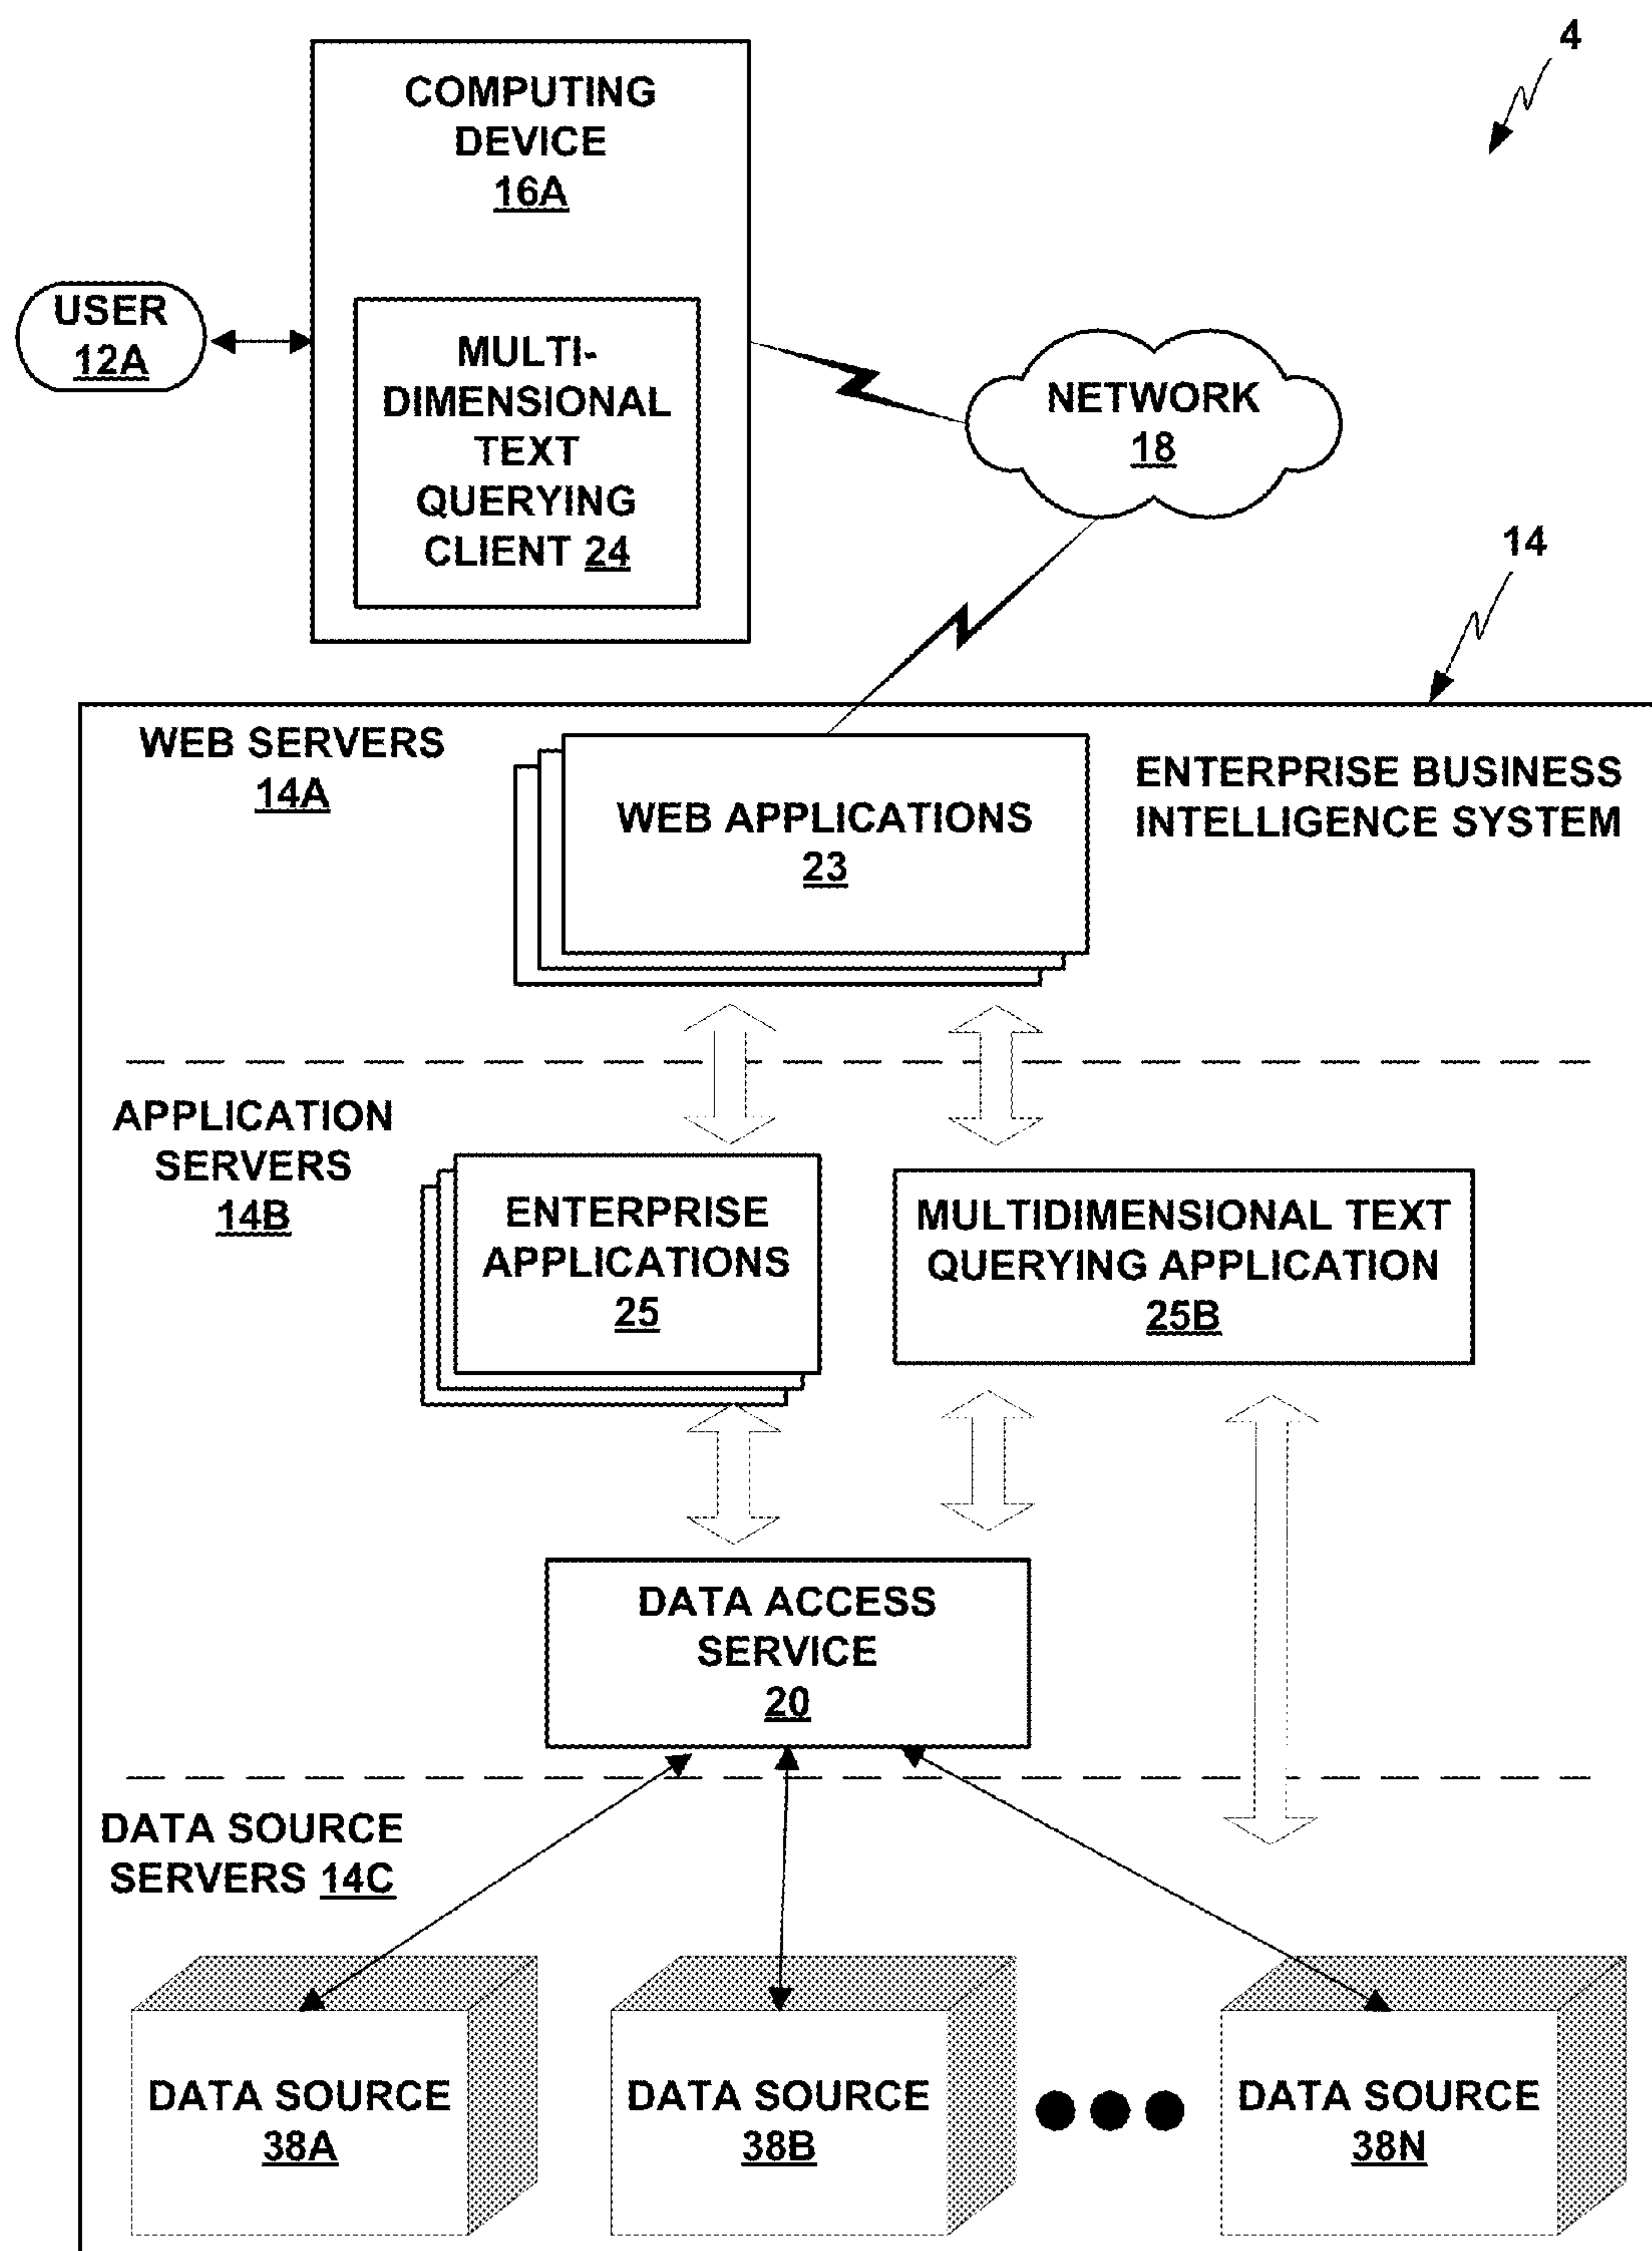 4
COMPUTING
DEVICE
16A
USER
12A
MULTI-
DIMENSIONAL
TEXT
QUERYING
CLIENT 24
NETWORK
18
14
WEB SERVERS
14A
WEB APPLICATIONS
23
ENTERPRISE BUSINESS
INTELLIGENCE SYSTEM
APPLICATION
SERVERS
14B
ENTERPRISE
APPLICATIONS
25
MULTIDIMENSIONAL TEXT
QUERYING APPLICATION
25B
DATA ACCESS
SERVICE
20
DATA SOURCE
SERVERS 14C
DATA SOURCE
38A
DATA SOURCE
38B
DATA SOURCE
38N